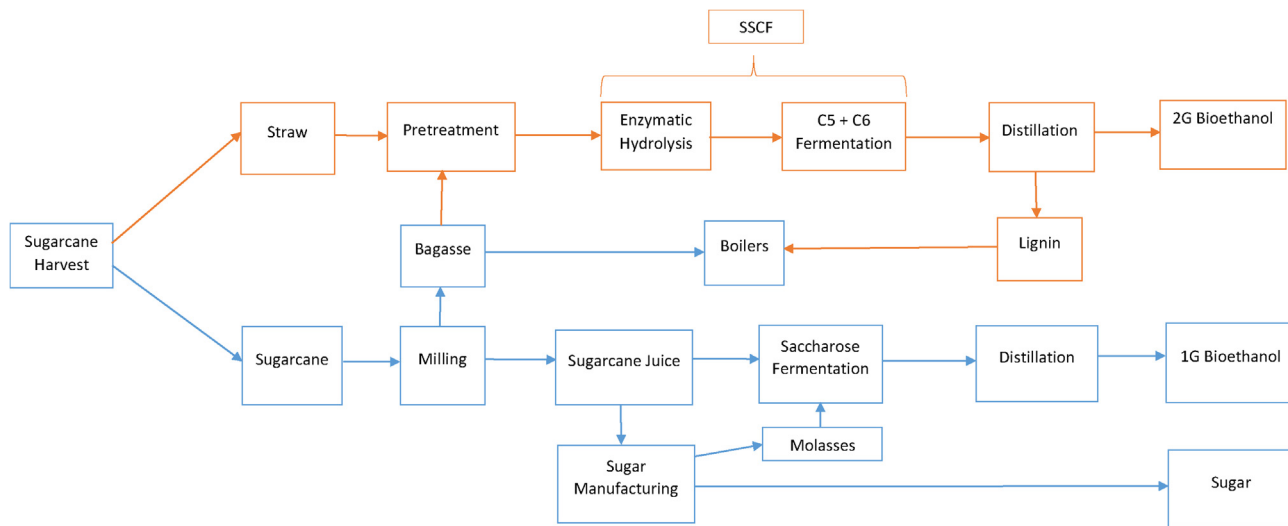 SSCF
Straw
Pretreatment
Enzymatic
Hydrolysis
C5 + C6
Fermentation
Distillation
2G Bioethanol
Sugarcane
Harvest
Bagasse
Boilers
Lignin
Sugarcane
Milling
Sugarcane Juice
Saccharose
Fermentation
Distillation
1G Bioethanol
Molasses
Sugar
Manufacturing
Sugar